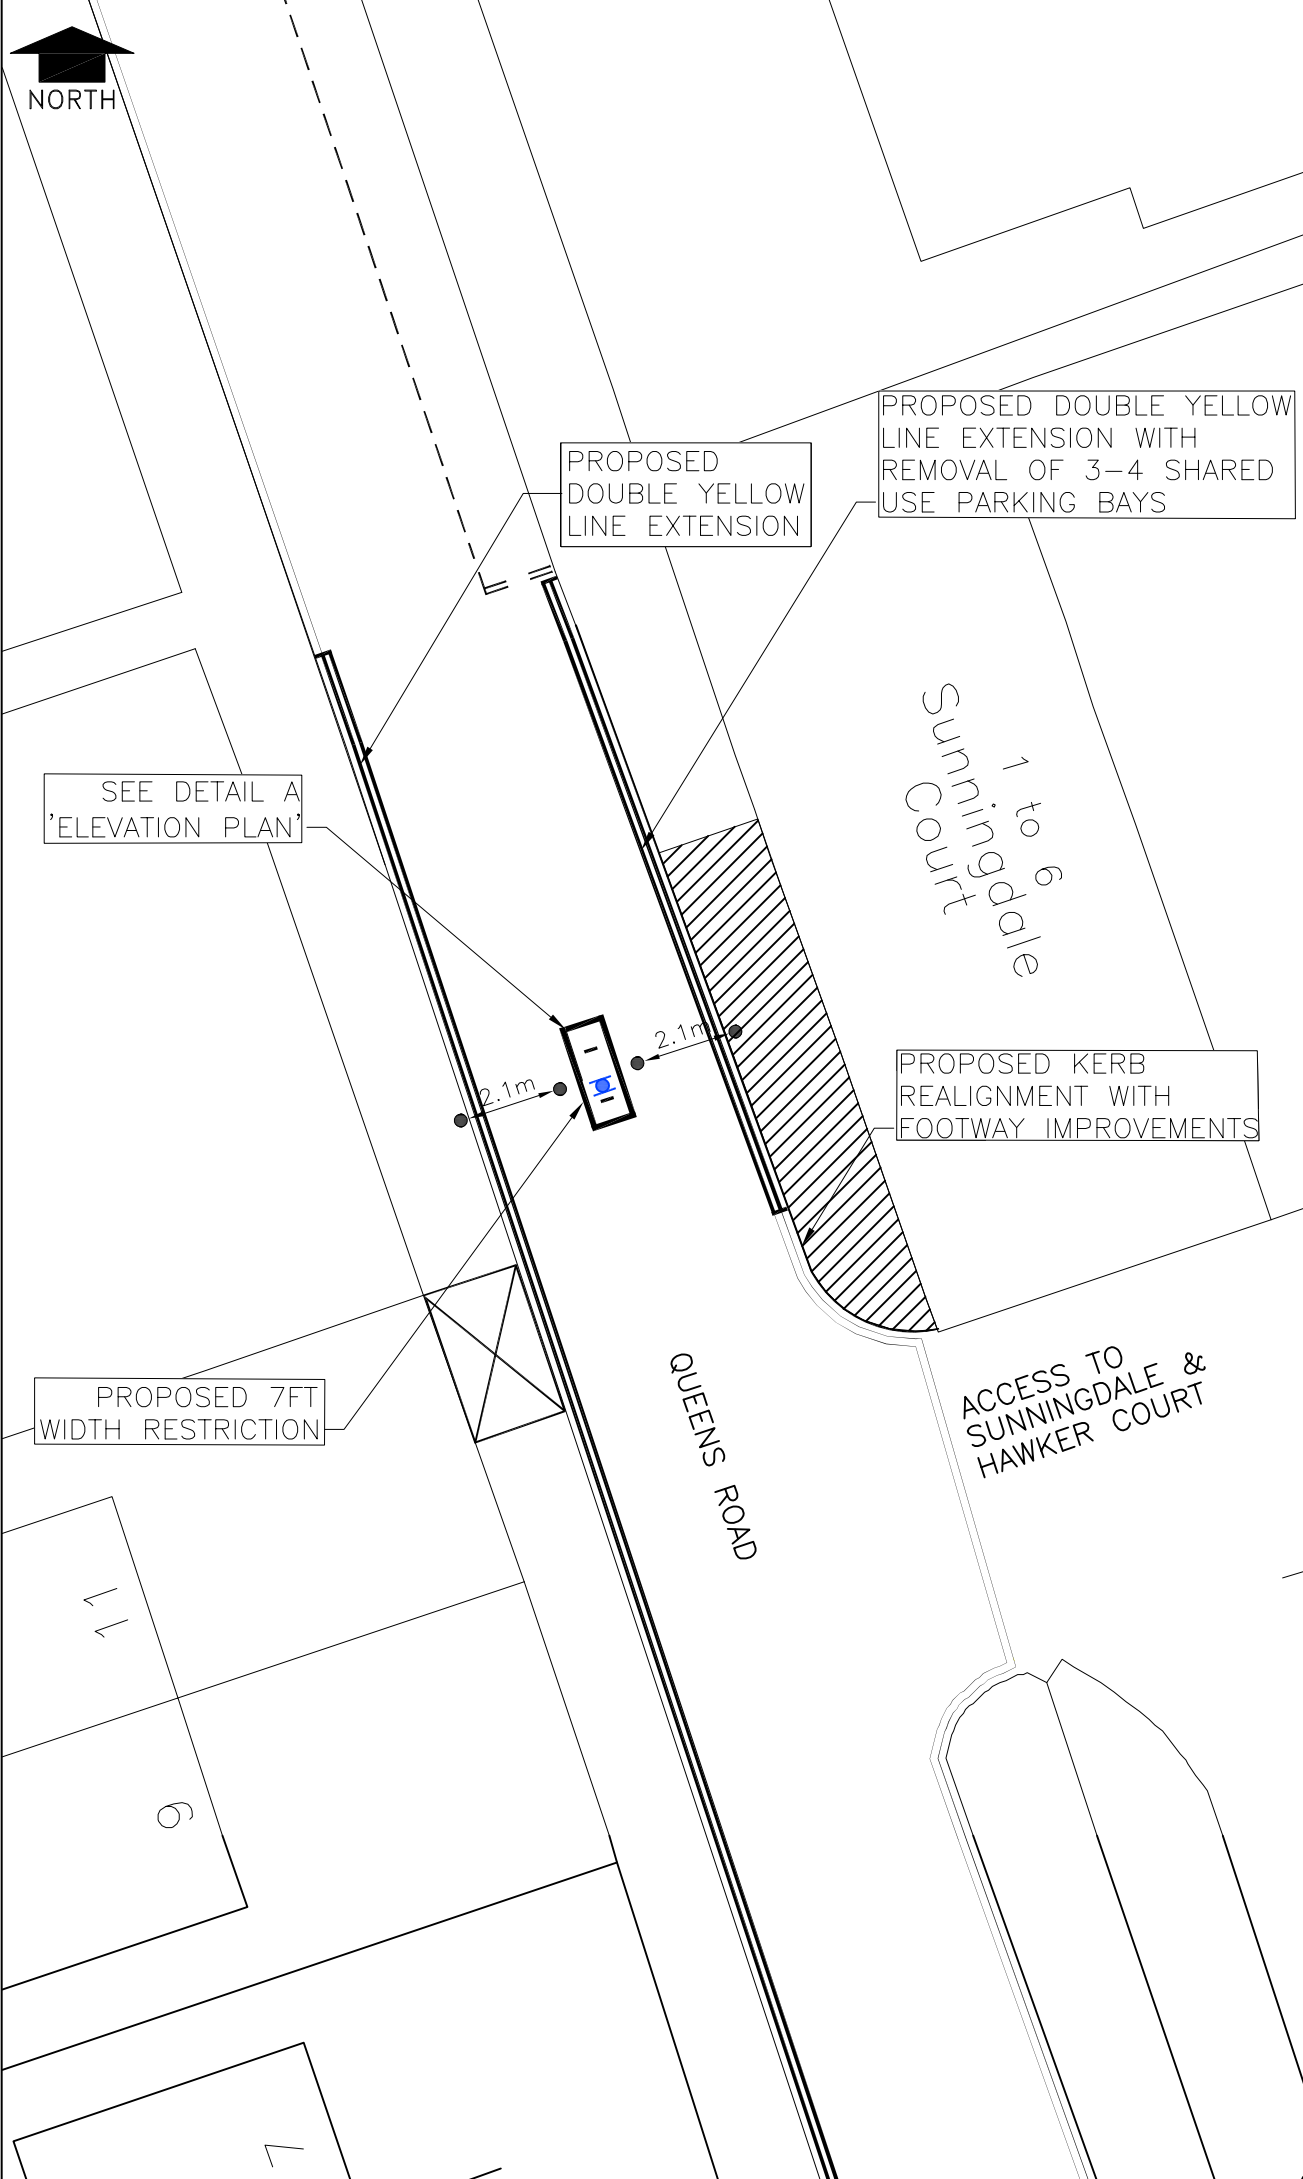 NORTH
PROPOSED DOUBLE YELLOW
LINE EXTENSION WITH
REMOVAL OF 3-4 SHARED
USE PARKING BAYS
PROPOSED
DOUBLE YELLOW
LINE EXTENSION
1 to 6
Sunningdale
Court
SEE DETAIL A
'ELEVATION PLAN'
2.1m
2.1m
PROPOSED KERB
REALIGNMENT WITH
FOOTWAY IMPROVEMENTS
PROPOSED 7FT
WIDTH RESTRICTION
QUEENS ROAD
ACCESS TO
SUNNINGDALE &
HAWKER COURT
11
9
7